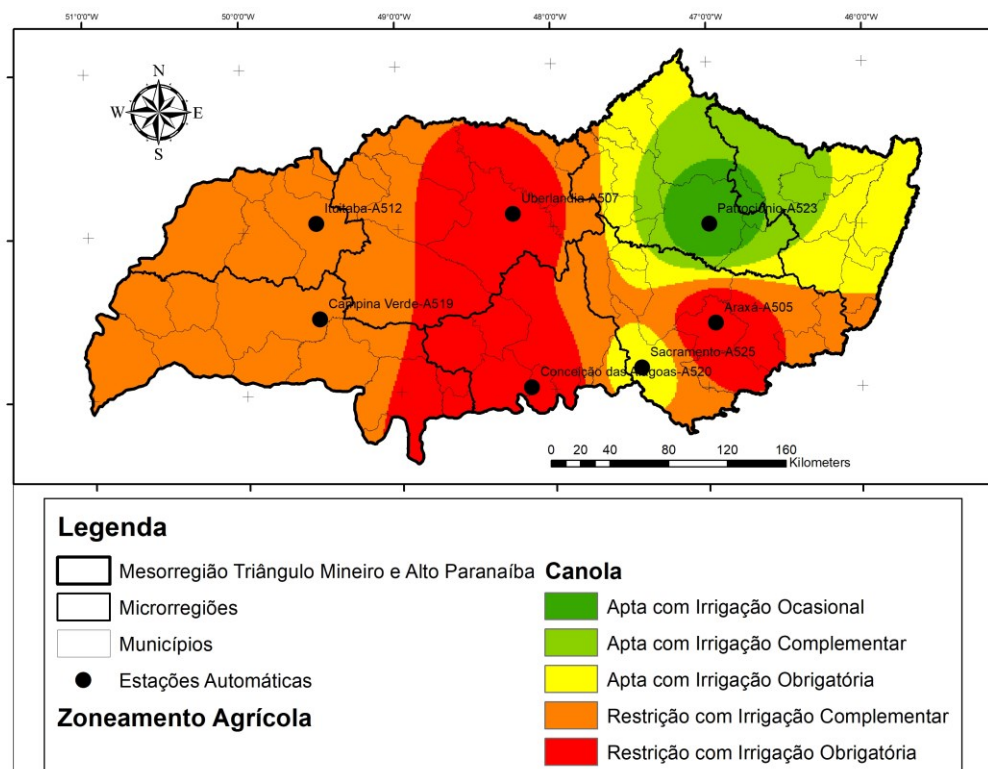 51°0'0"W 50°0'0"W 49°0'0"W 48°0'0"W 47°0'0"W 46°0'0"W
N
W E
S
Ituitaba-A512
Uberlandia-A507
Patrocionio-A523
Campina Verde-A519
Araxa-A505
Sacramento-A525
Conceição das Alagoas-A520
0 20 40 80 120 160
Kilometers
Legenda
Mesorregião Triângulo Mineiro e Alto Paranaíba
Microrregiões
Municípios
Estações Automáticas
Zoneamento Agrícola
Canola
Apta com Irrigação Ocasional
Apta com Irrigação Complementar
Apta com Irrigação Obrigatória
Restrição com Irrigação Complementar
Restrição com Irrigação Obrigatória